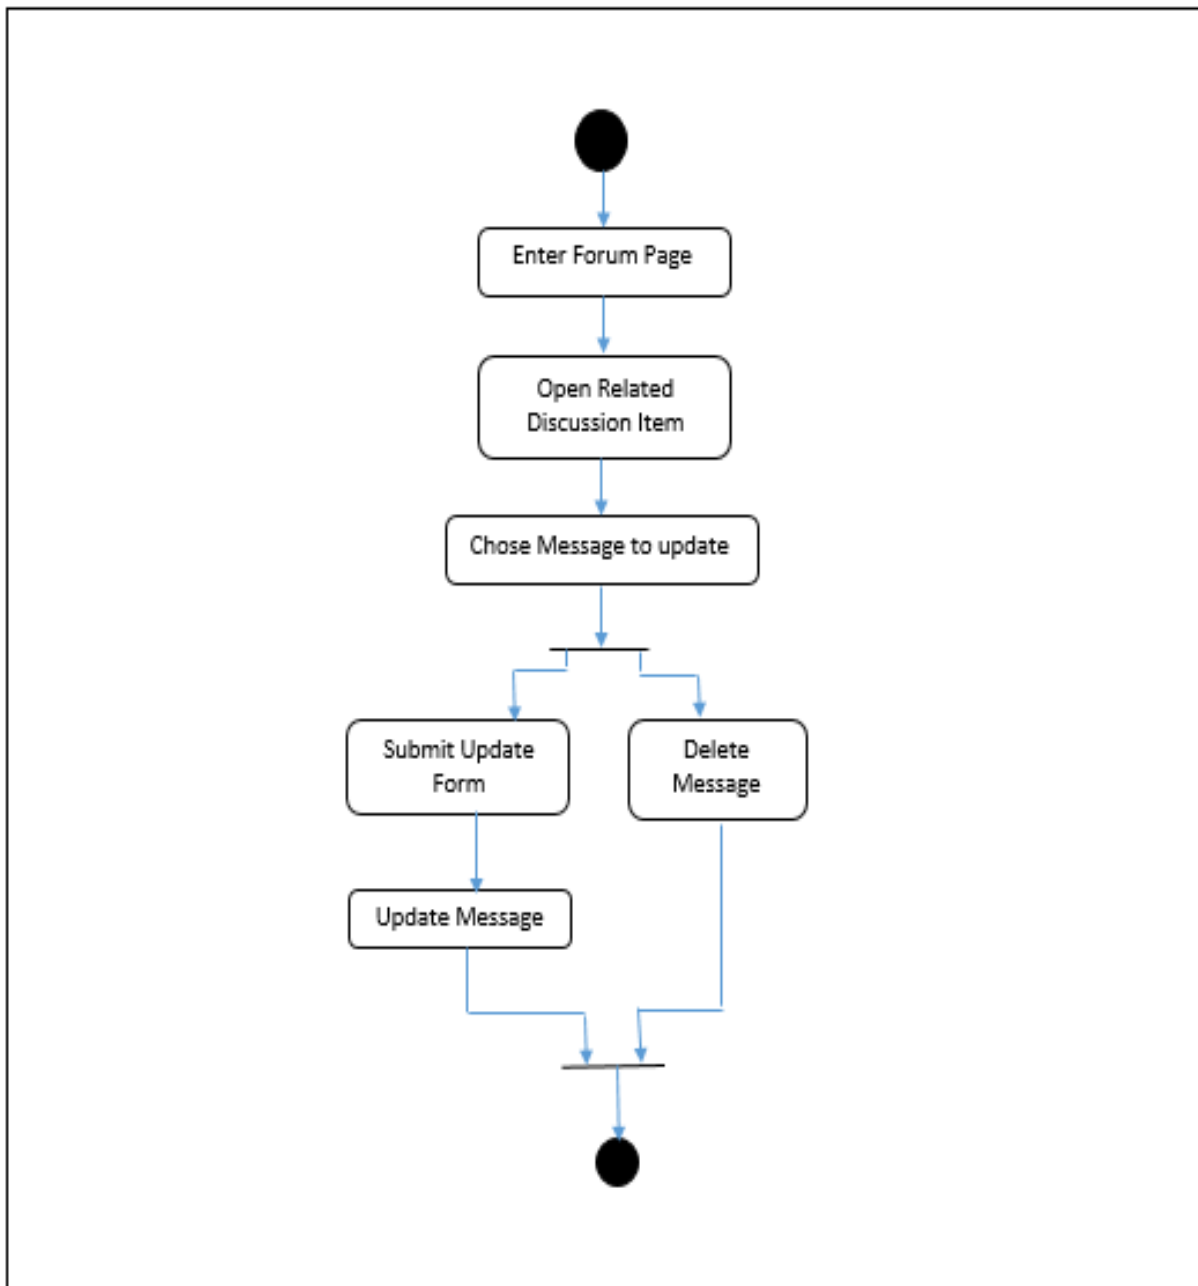 Enter Forum Page
Open Related
Discussion Item
Chose Message to update
Submit Update
Form
Delete
Message
Update Message